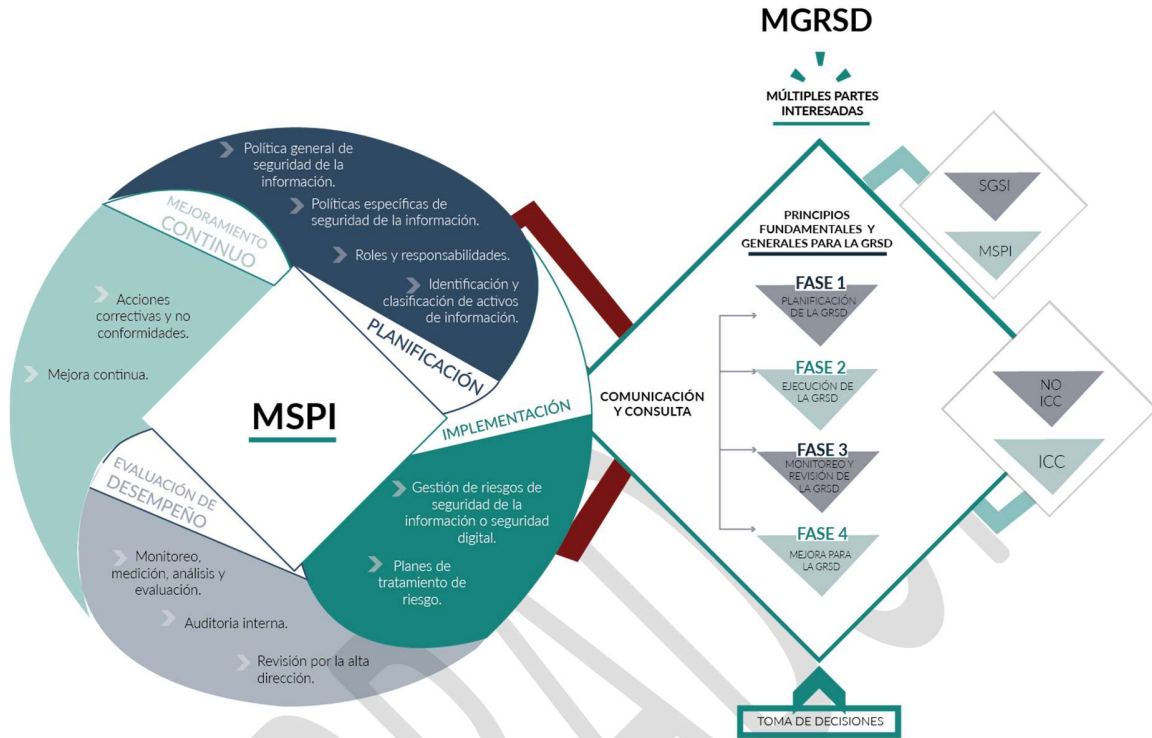 MGRSD
MÚLTIPLES PARTES
INTERESADAS
Política general de
seguridad de la
información.
Políticas específicas de
seguridad de la información.
Roles y responsabilidades.
Identificación y
clasificación de activos
de información.
PLANIFICACIÓN
MEJORAMIENTO
CONTINUO
Acciones
correctivas y no
conformidades.
Mejora continua.
MSPI
IMPLEMENTACIÓN
Gestión de riesgos de
seguridad de la
información o seguridad
digital.
Planes de
tratamiento de
riesgo.
EVALUACIÓN DE
DESEMPEÑO
Monitoreo,
medición, análisis y
evaluación.
Auditoria interna.
Revisión por la alta
dirección.
PRINCIPIOS
FUNDAMENTALES Y
GENERALES PARA LA GRSD
COMUNICACIÓN
Y CONSULTA
FASE 1
PLANIFICACIÓN
DE LA GRSD
FASE 2
EJECUCIÓN DE
LA GRSD
FASE 3
MONITOREO Y
REVISIÓN DE
LA GRSD
FASE 4
MEJORA PARA
LA GRSD
SGSI
MSPI
NO
ICC
ICC
TOMA DE DECISIONES